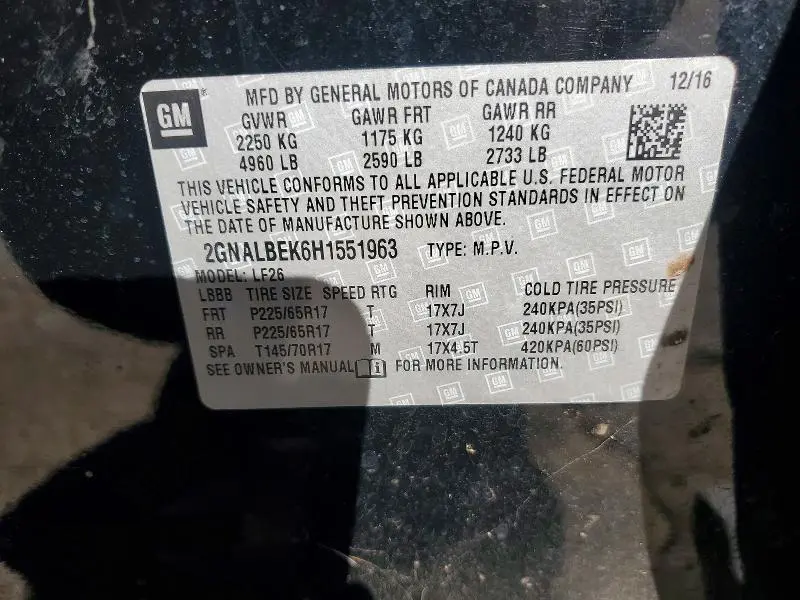 GM
MFD BY GENERAL MOTORS OF CANADA COMPANY 12/16
GVWR GAWR FRT GAWR RR
2250 KG 1175 KG 1240 KG
4960 LB 2590 LB 2733 LB
THIS VEHICLE CONFORMS TO ALL APPLICABLE U.S. FEDERAL MOTOR
VEHICLE SAFETY AND THEFT PREVENTION STANDARDS IN EFFECT ON
THE DATE OF MANUFACTURE SHOWN ABOVE.
2GNALBEK6H1551963 TYPE: M.P.V.
MODEL: LF26
LBBB TIRE SIZE SPEED RTG RIM COLD TIRE PRESSURE
FRT P225/65R17 T 17X7J 240KPA(35PSI)
RR P225/65R17 T 17X7J 240KPA(35PSI)
SPA T145/70R17 M 17X4.5T 420KPA(60PSI)
SEE OWNER'S MANUAL FOR MORE INFORMATION.